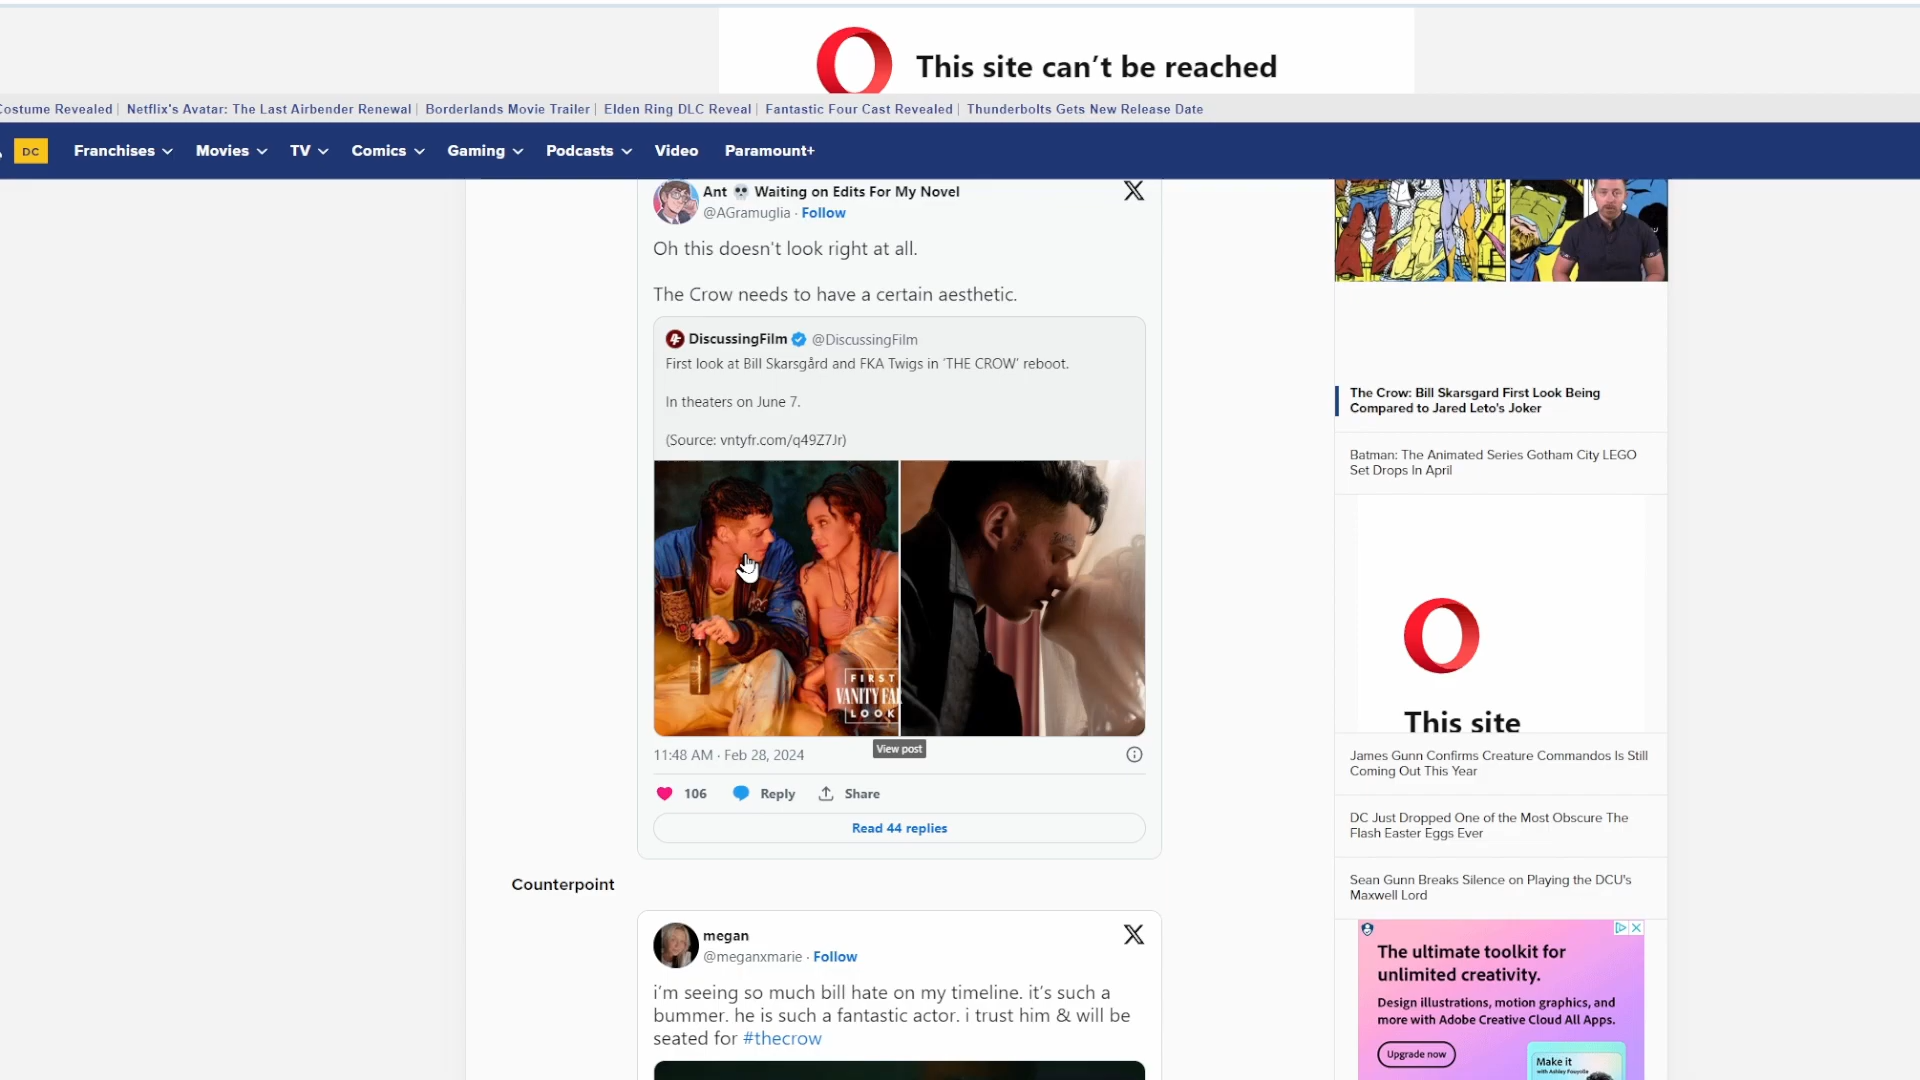 This site can't be reached
Costume Revealed | Netflix's Avatar: The Last Airbender Renewal | Borderlands Movie Trailer | Elden Ring DLC Reveal | Fantastic Four Cast Revealed | Thunderbolts Gets New Release Date
DC Franchises Movies TV Comics Gaming Podcasts Video Paramount+
Ant 💀 Waiting on Edits For My Novel
@AGramuglia · Follow
Oh this doesn't look right at all.
The Crow needs to have a certain aesthetic.
DiscussingFilm @DiscussingFilm
First look at Bill Skarsgård and FKA Twigs in 'THE CROW' reboot.
In theaters on June 7.
(Source: vntyfr.com/q49Z7Jr)
FIRST
VANITY FAI
LOOK
View post
11:48 AM · Feb 28, 2024
106 Reply Share
Read 44 replies
Counterpoint
megan
@meganxmarie · Follow
i'm seeing so much bill hate on my timeline. it's such a
bummer. he is such a fantastic actor. i trust him & will be
seated for #thecrow
The Crow: Bill Skarsgard First Look Being
Compared to Jared Leto's Joker
Batman: The Animated Series Gotham City LEGO
Set Drops In April
This site
James Gunn Confirms Creature Commandos Is Still
Coming Out This Year
DC Just Dropped One of the Most Obscure The
Flash Easter Eggs Ever
Sean Gunn Breaks Silence on Playing the DCU's
Maxwell Lord
The ultimate toolkit for
unlimited creativity.
Design illustrations, motion graphics, and
more with Adobe Creative Cloud All Apps.
Upgrade now
Make it